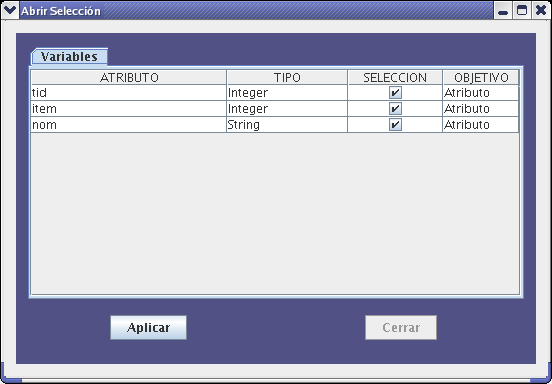 Abrir Selección
Variables
ATRIBUTO TIPO SELECCION OBJETIVO
tid Integer Atributo
item Integer Atributo
nom String Atributo
Aplicar Cerrar